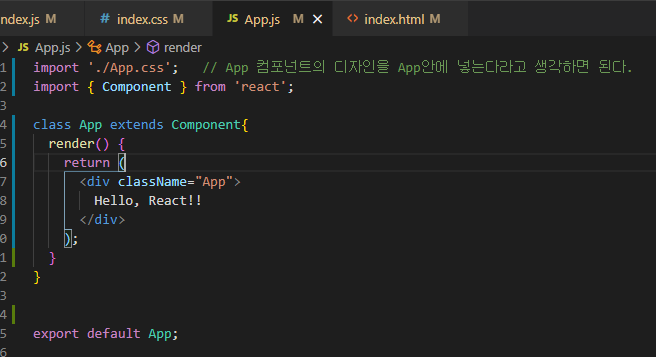 index.js M  index.css M  App.js M  index.html M
App.js > App > render
1 import './App.css';   // App 컴포넌트의 디자인을 App안에 넣는다라고 생각하면 된다.
2 import { Component } from 'react';
3
4 class App extends Component{
5   render() {
6     return (
7       <div className="App">
8         Hello, React!!
9       </div>
0     );
1   }
2 }
3
4
5 export default App;
6